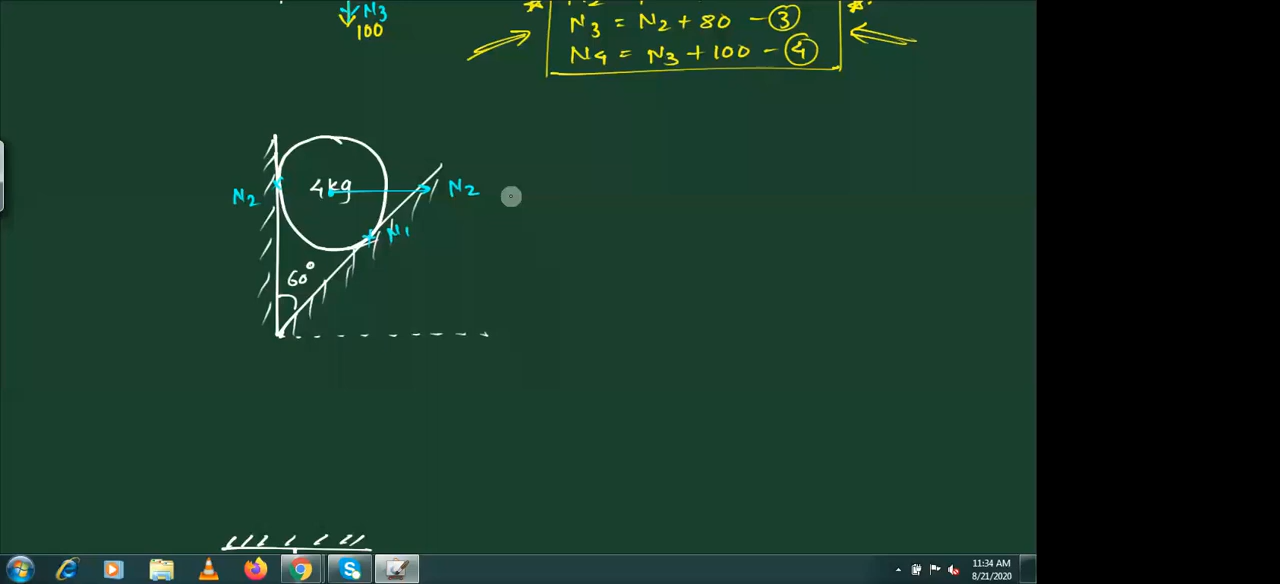 N3
100
N3 = N2 + 80 - 3
N4 = N3 + 100 - 4
4kg
N2
N2
N1
60°
11:34 AM
8/21/2020